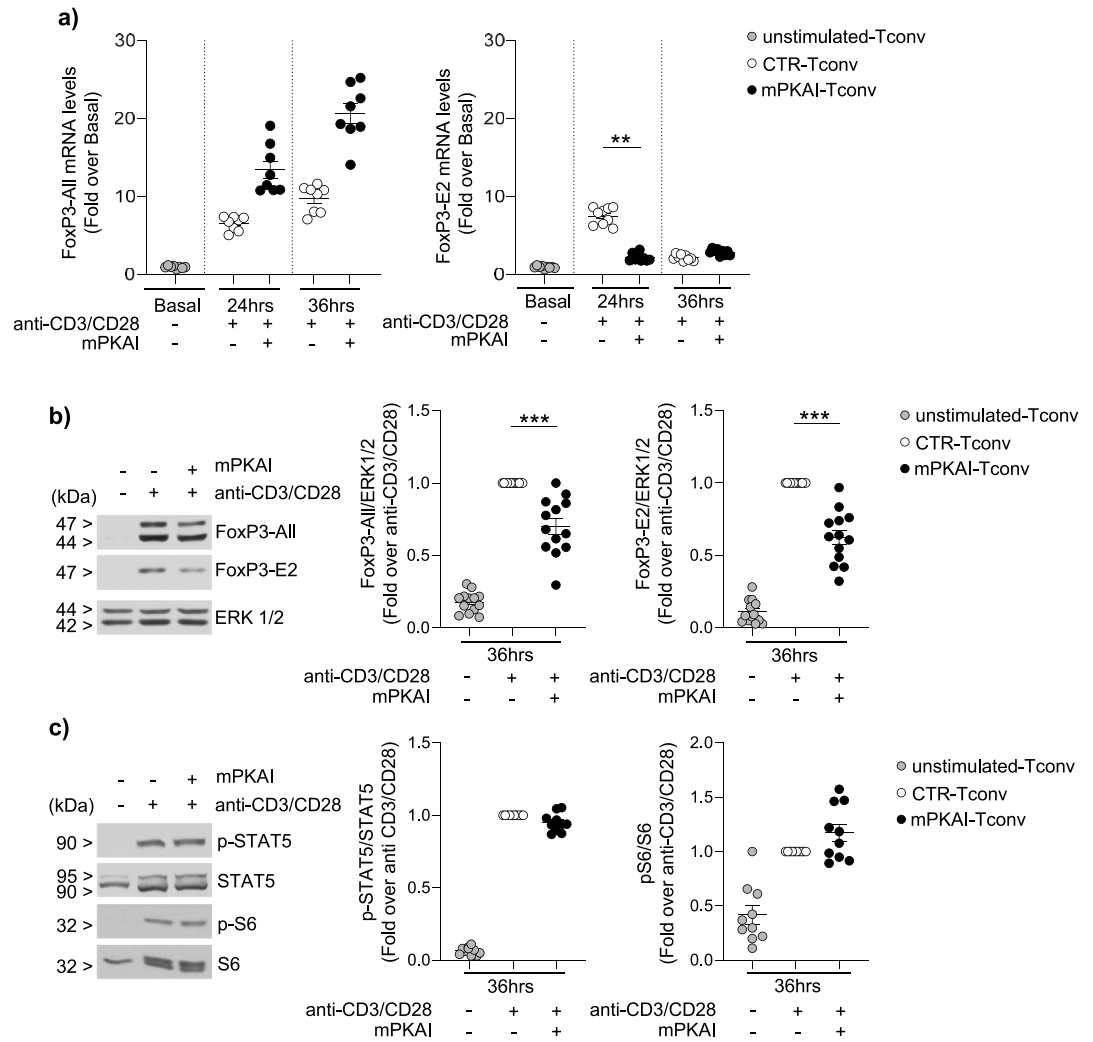 a)
FoxP3-All mRNA levels
(Fold over Basal)
30
20
10
0
Basal
24hrs
36hrs
anti-CD3/CD28 - + + + +
mPKAI - - + - +
FoxP3-E2 mRNA levels
(Fold over Basal)
30
20
10
0
**
Basal
24hrs
36hrs
- + + + +
- - + - +
unstimulated-Tconv
CTR-Tconv
mPKAI-Tconv
b)
- - + mPKAI
(kDa) - + + anti-CD3/CD28
47 >
44 >
FoxP3-All
47 >
FoxP3-E2
44 >
42 >
ERK 1/2
FoxP3-All/ERK1/2
(Fold over anti-CD3/CD28)
1.5
1.0
0.5
0.0
***
36hrs
anti-CD3/CD28 - + +
mPKAI - - +
FoxP3-E2/ERK1/2
(Fold over anti-CD3/CD28)
1.5
1.0
0.5
0.0
***
36hrs
anti-CD3/CD28 - + +
mPKAI - - +
unstimulated-Tconv
CTR-Tconv
mPKAI-Tconv
c)
- - + mPKAI
(kDa) - + + anti-CD3/CD28
90 >
p-STAT5
95 >
90 >
STAT5
32 >
p-S6
32 >
S6
p-STAT5/STAT5
(Fold over anti CD3/CD28)
1.5
1.0
0.5
0.0
36hrs
anti-CD3/CD28 - + +
mPKAI - - +
pS6/S6
(Fold over anti-CD3/CD28)
2.0
1.5
1.0
0.5
0.0
36hrs
anti-CD3/CD28 - + +
mPKAI - - +
unstimulated-Tconv
CTR-Tconv
mPKAI-Tconv